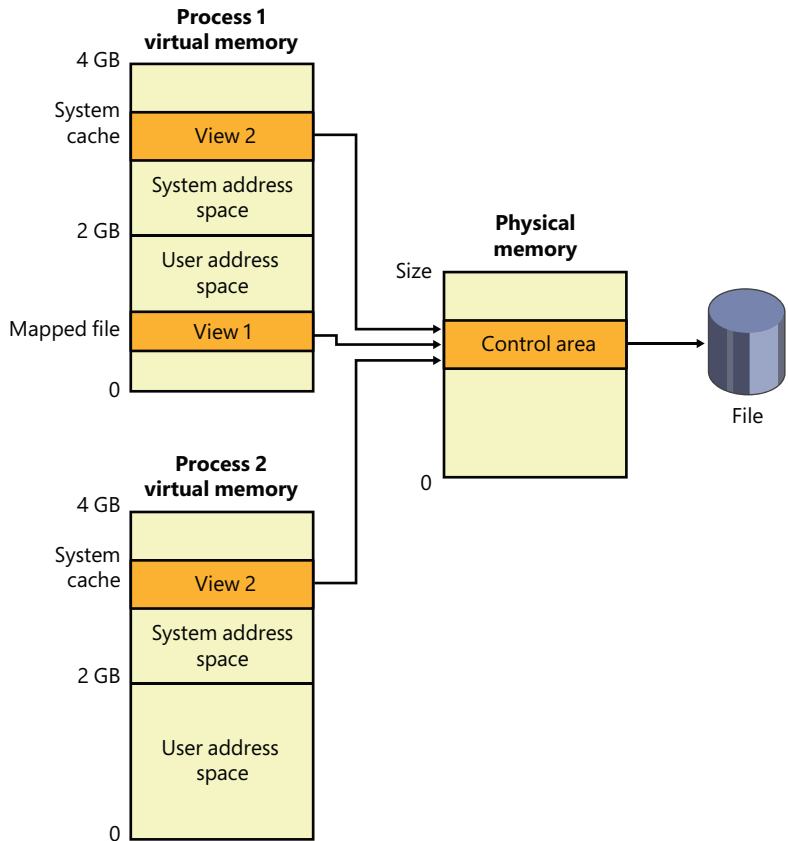 Process 1
virtual memory
4 GB
System
cache
View 2
System address
space
2 GB
User address
space
Mapped file
View 1
0
Physical
memory
Size
Control area
0
File
Process 2
virtual memory
4 GB
System
cache
View 2
System address
space
2 GB
User address
space
0